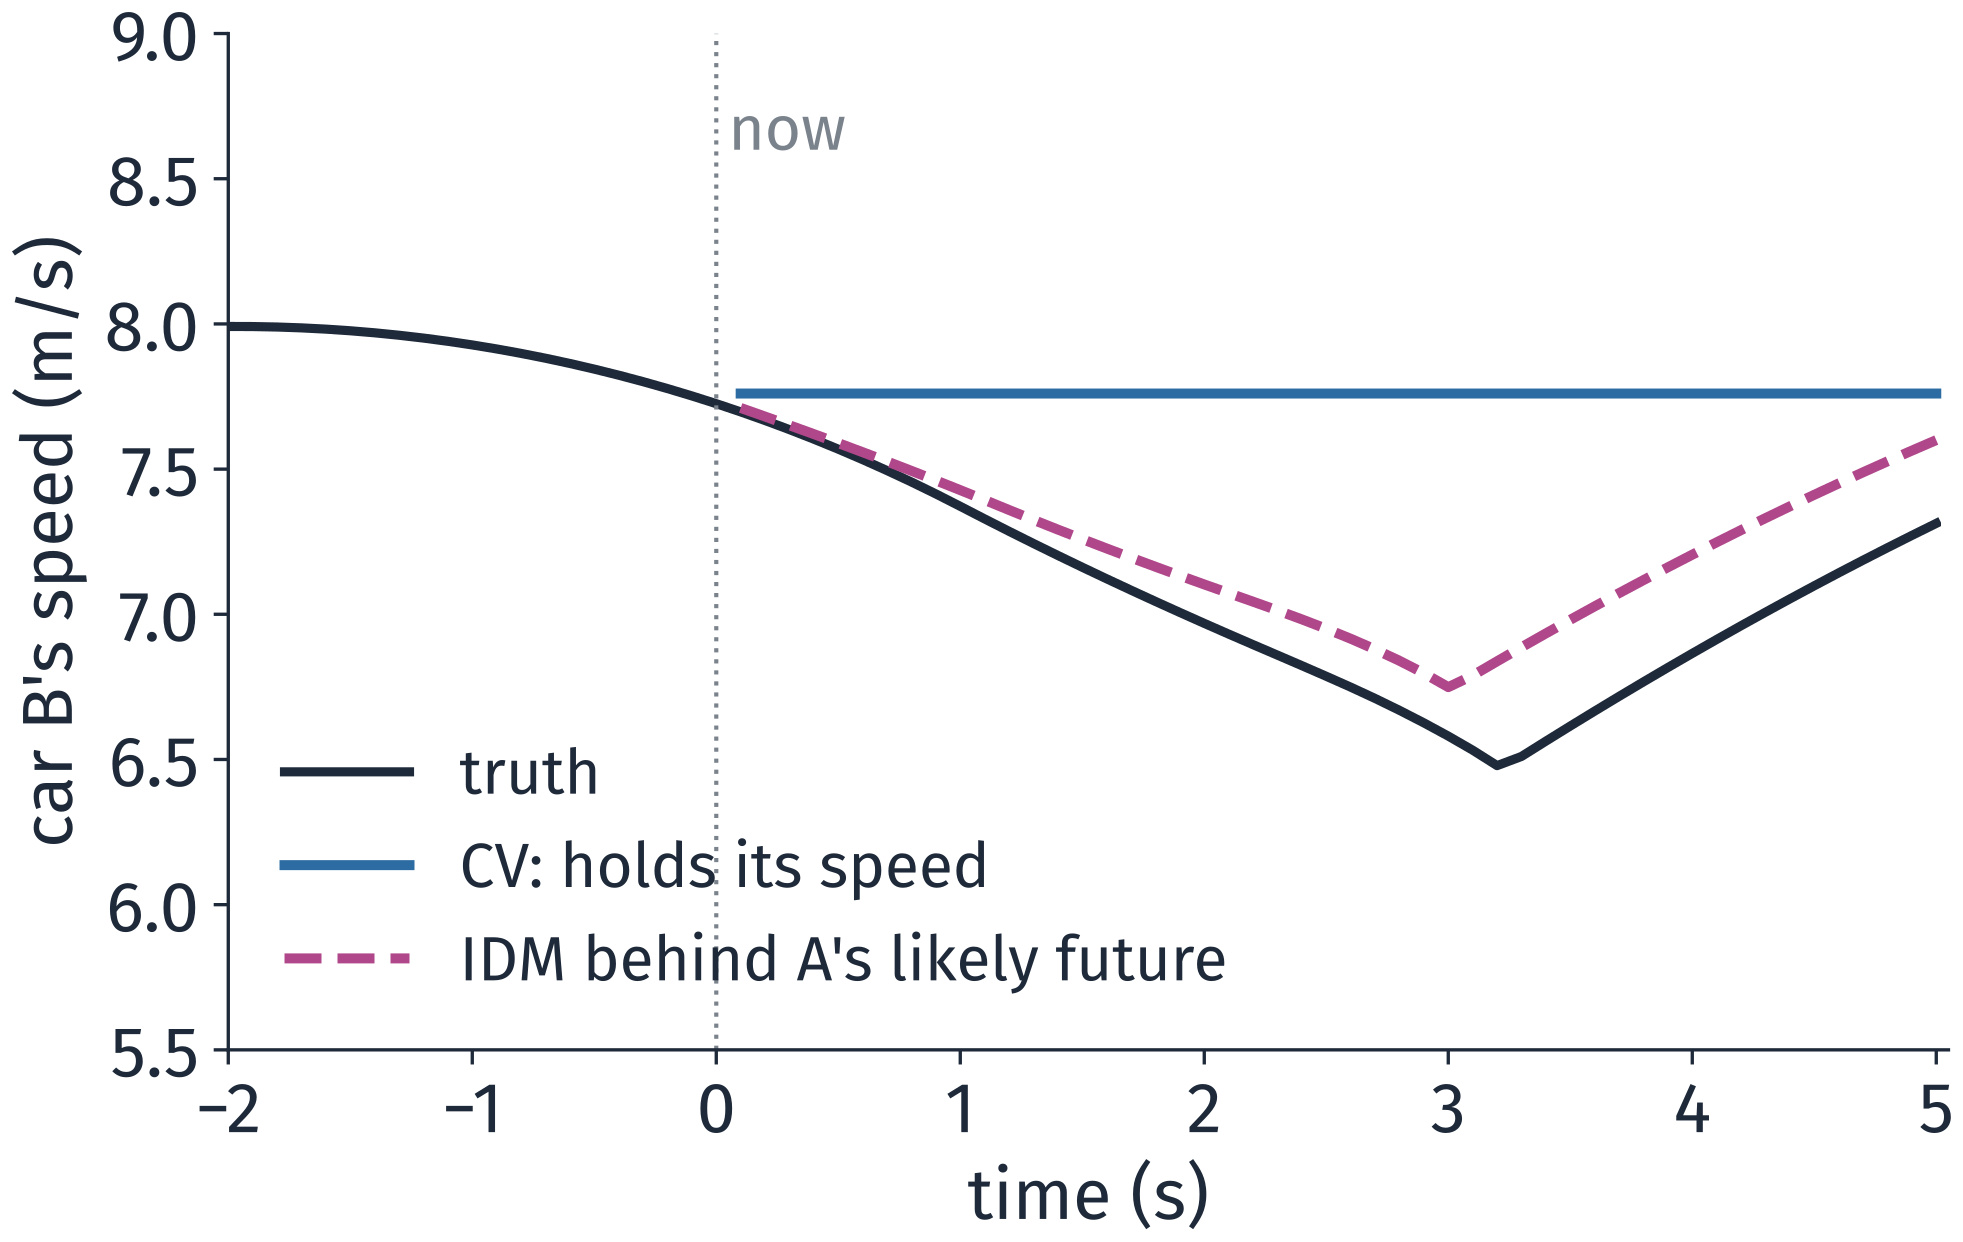 9.0
8.5
8.0
7.5
7.0
6.5
6.0
5.5
car B's speed (m/s)
now
truth
CV: holds its speed
IDM behind A's likely future
−2 −1 0 1 2 3 4 5
time (s)